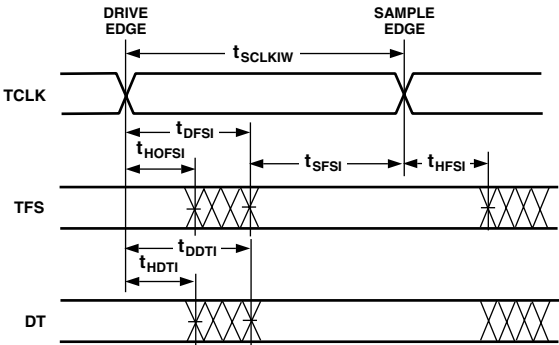 DRIVE EDGE
SAMPLE EDGE
tSCLKIW
TCLK
tDFSI
tHOFSI
tSFSI
tHFSI
TFS
tDDTI
tHDTI
DT